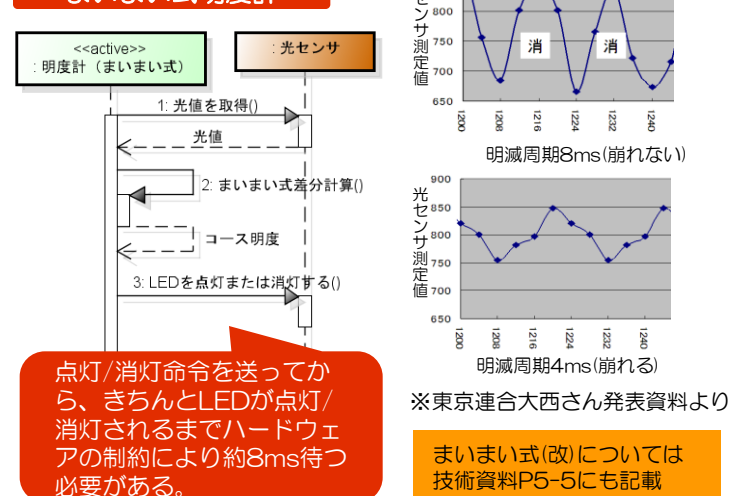 <<active>>
: 明度計（まいまい式）
: 光センサ
1: 光値を取得()
光値
2: まいまい式差分計算()
コース明度
3: LEDを点灯または消灯する()
点灯/消灯命令を送ってか
ら、きちんとLEDが点灯/
消灯されるまでハードウェ
アの制約により約8ms待つ
必要がある。
センサ測定値
800
750
700
650
消
消
1200
1208
1216
1224
1232
1240
明滅周期8ms(崩れない)
光センサ測定値
900
850
800
750
700
650
1200
1208
1216
1224
1232
1240
明滅周期4ms(崩れる)
※東京連合大西さん発表資料より
まいまい式(改)については
技術資料P5-5にも記載